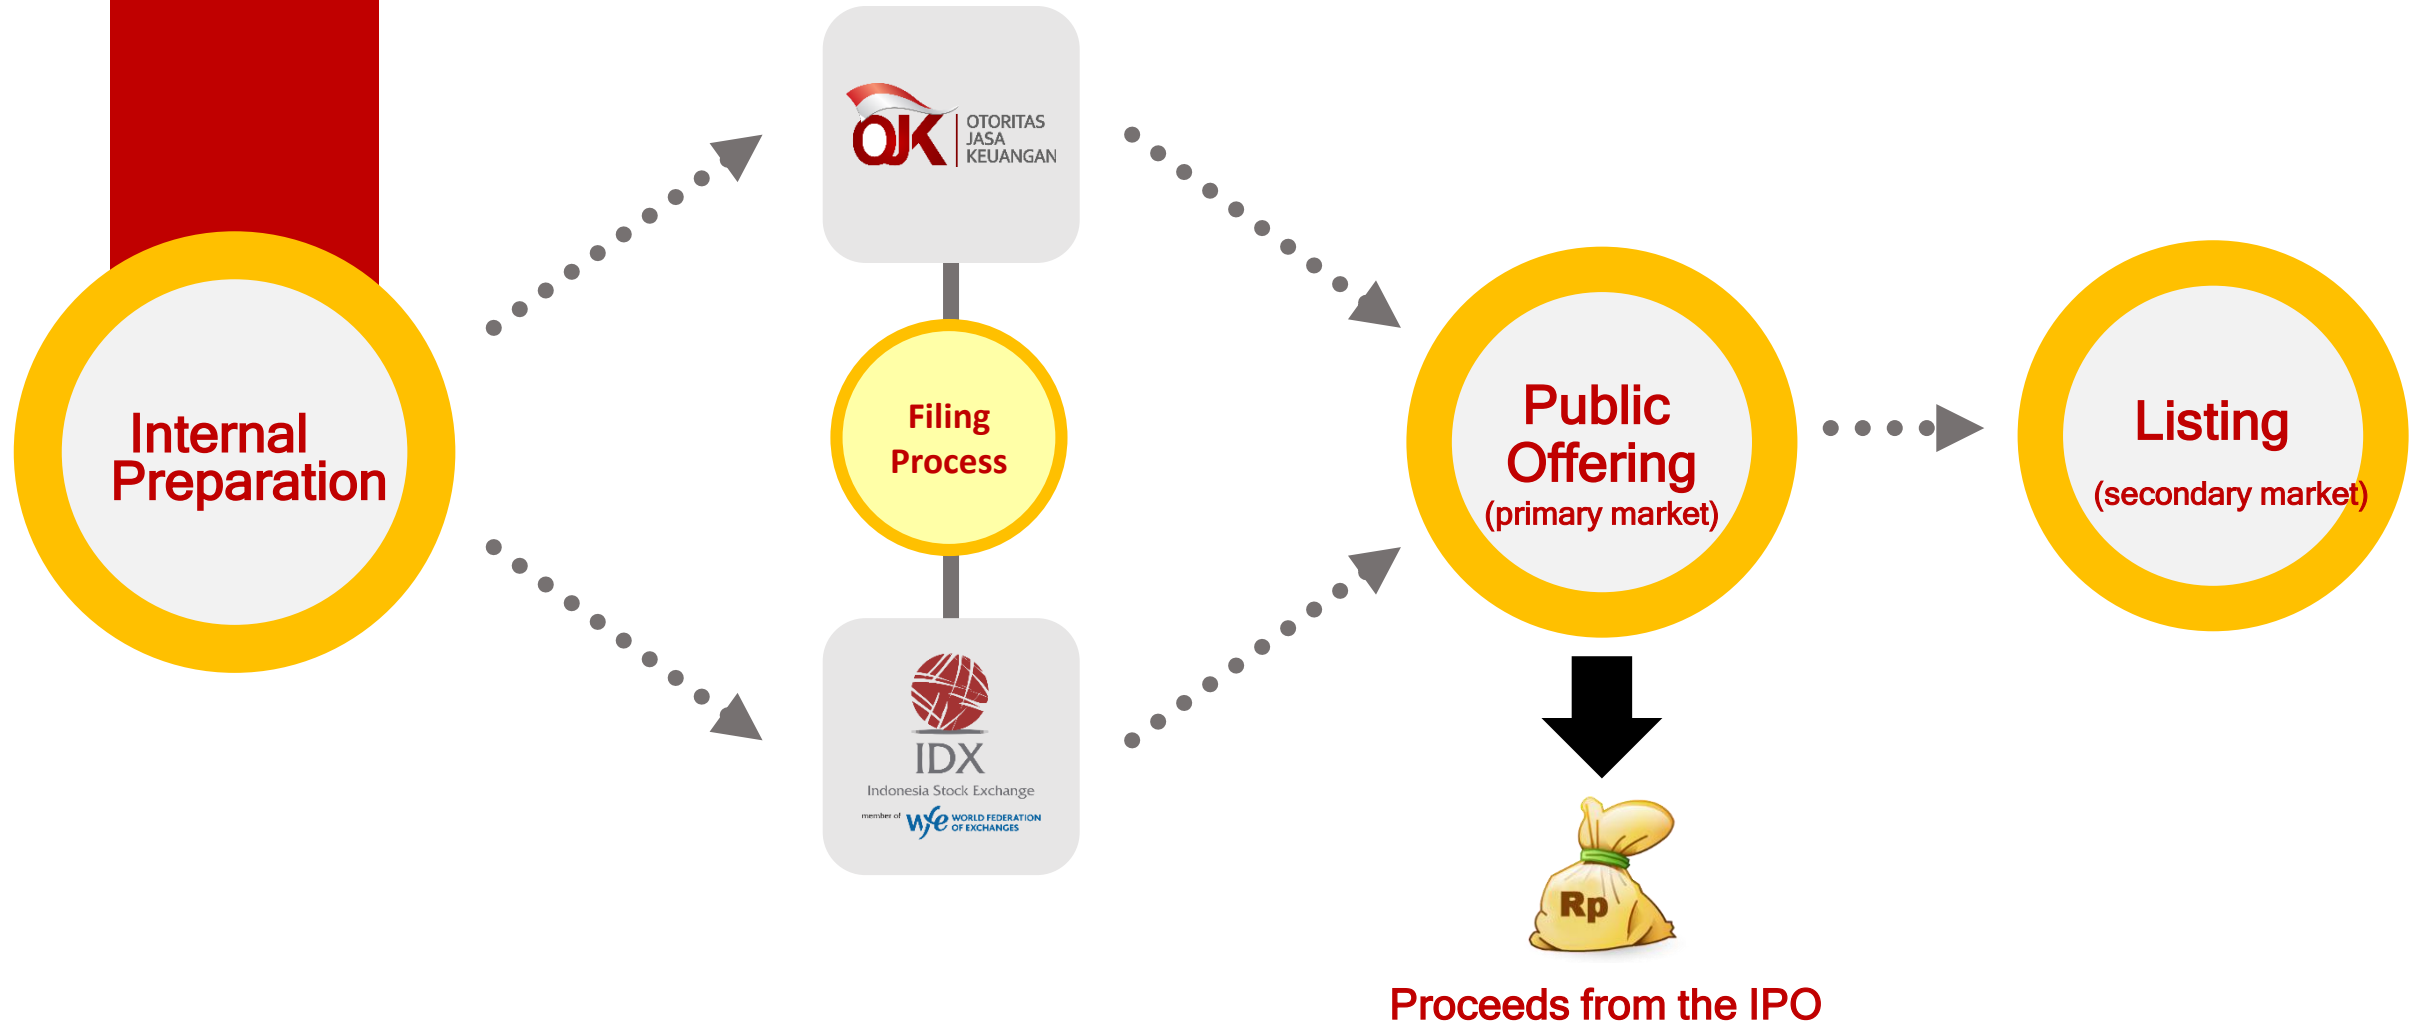 Internal
Preparation
OJK
OTORITAS
JASA
KEUANGAN
Filing
Process
IDX
Indonesia Stock Exchange
member of wfe WORLD FEDERATION
OF EXCHANGES
Public
Offering
(primary market)
Rp
Proceeds from the IPO
Listing
(secondary market)